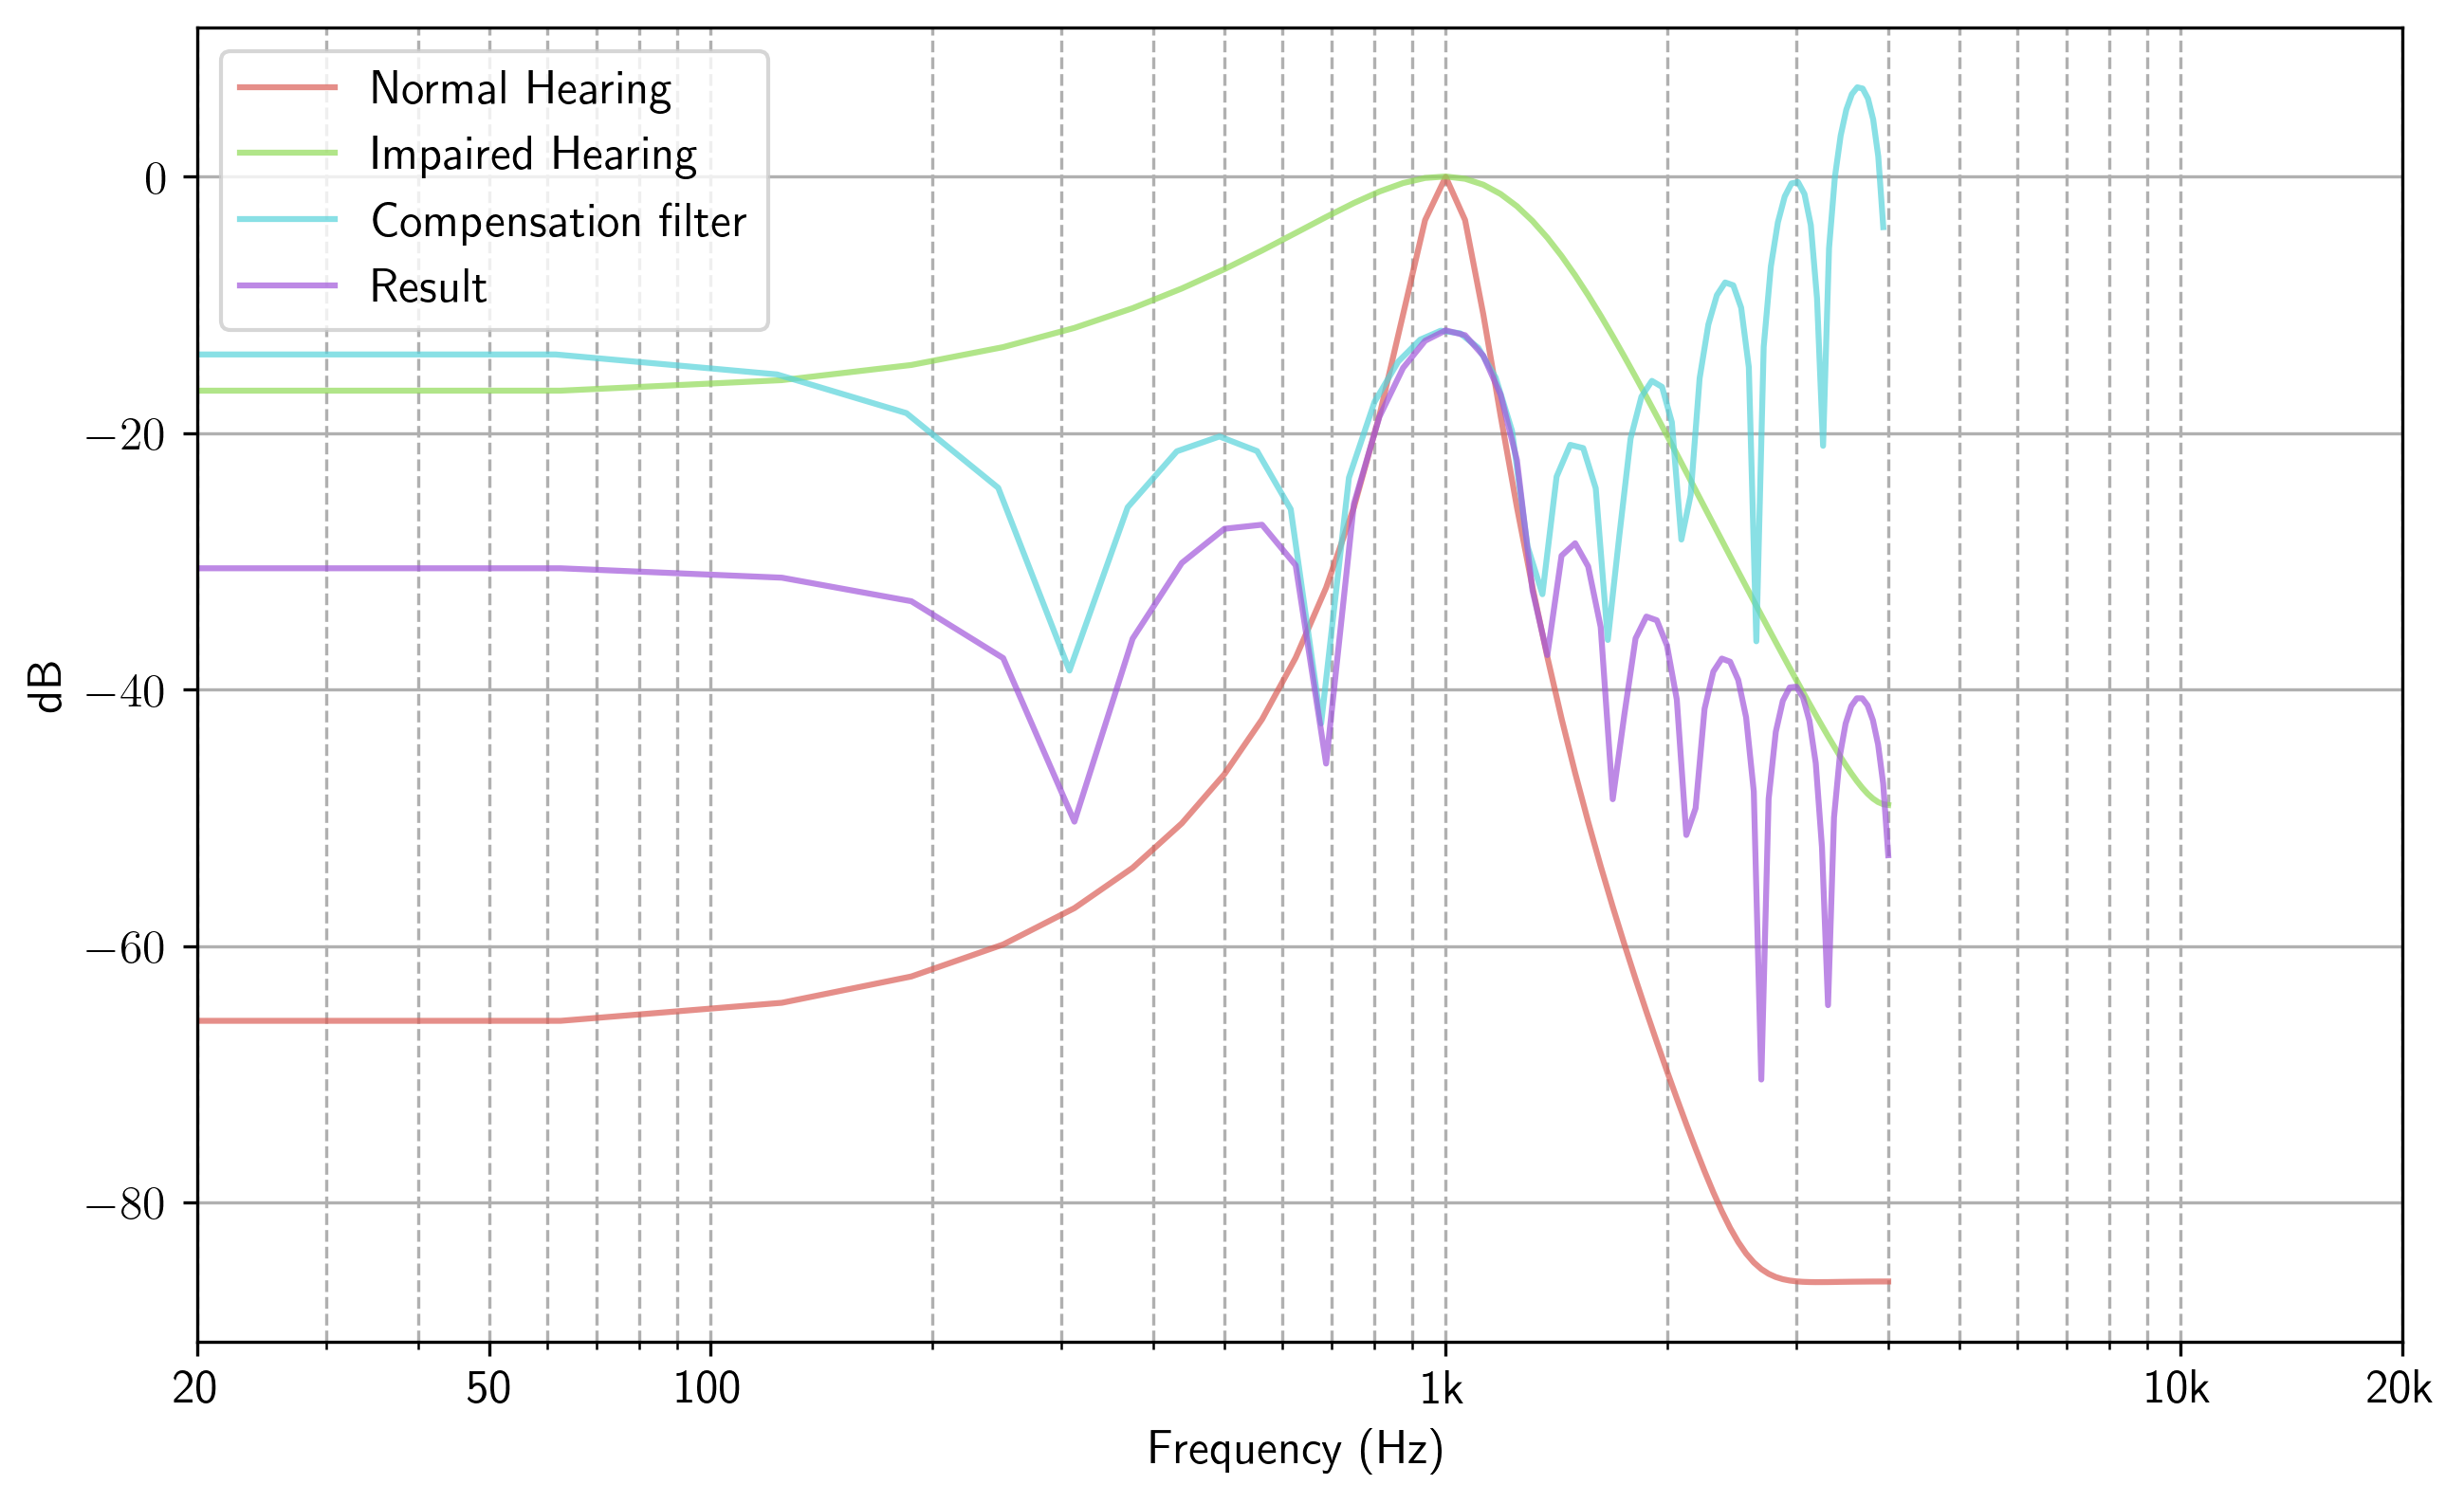 Normal Hearing
Impaired Hearing
Compensation filter
Result
0
−20
−40
−60
−80
dB
20 50 100 1k 10k 20k
Frequency (Hz)